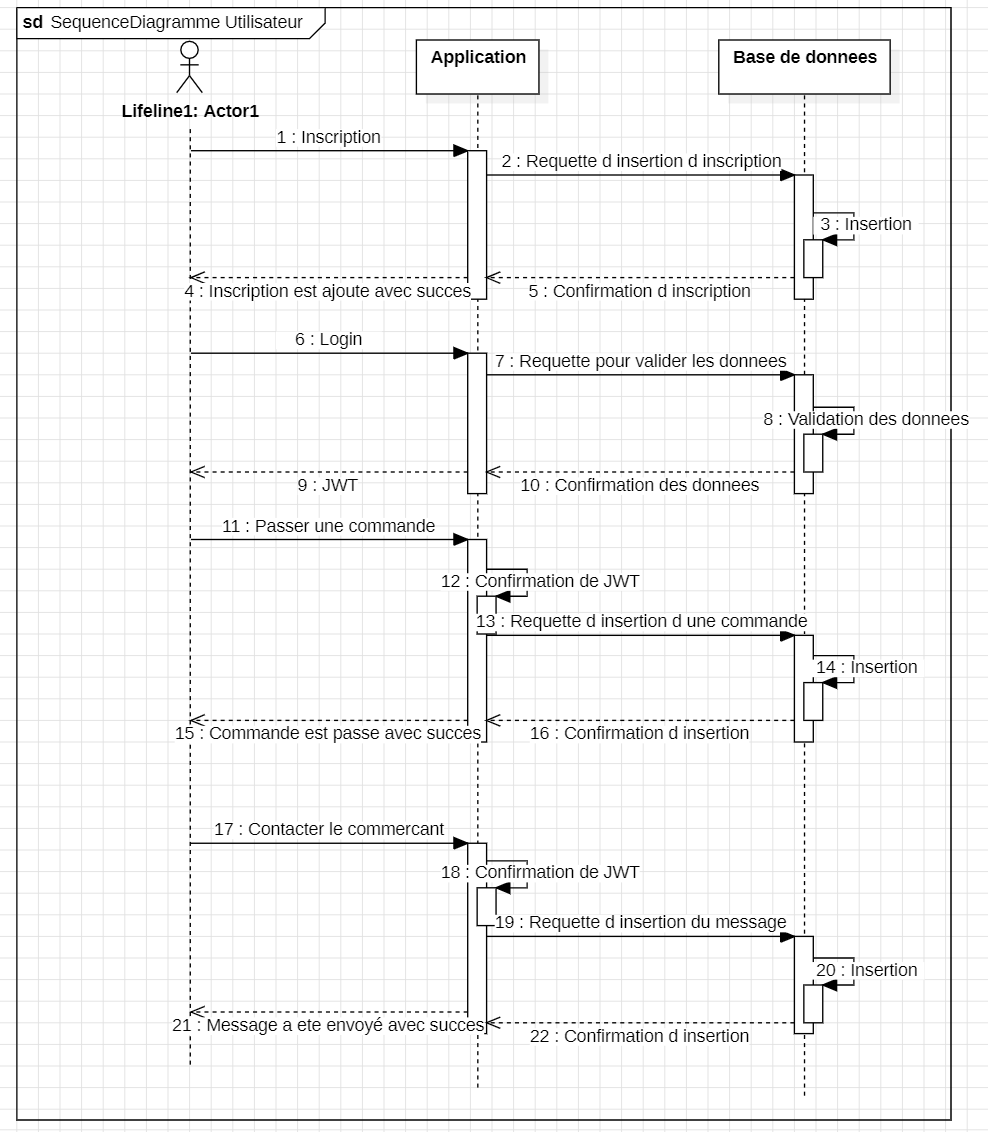 sd SequenceDiagramme Utilisateur
Application
Base de donnees
Lifeline1: Actor1
1 : Inscription
2 : Requette d insertion d inscription
3 : Insertion
4 : Inscription est ajoute avec succes
5 : Confirmation d inscription
6 : Login
7 : Requette pour valider les donnees
8 : Validation des donnees
9 : JWT
10 : Confirmation des donnees
11 : Passer une commande
12 : Confirmation de JWT
13 : Requette d insertion d une commande
14 : Insertion
15 : Commande est passe avec succes
16 : Confirmation d insertion
17 : Contacter le commercant
18 : Confirmation de JWT
19 : Requette d insertion du message
20 : Insertion
21 : Message a ete envoyé avec succes
22 : Confirmation d insertion